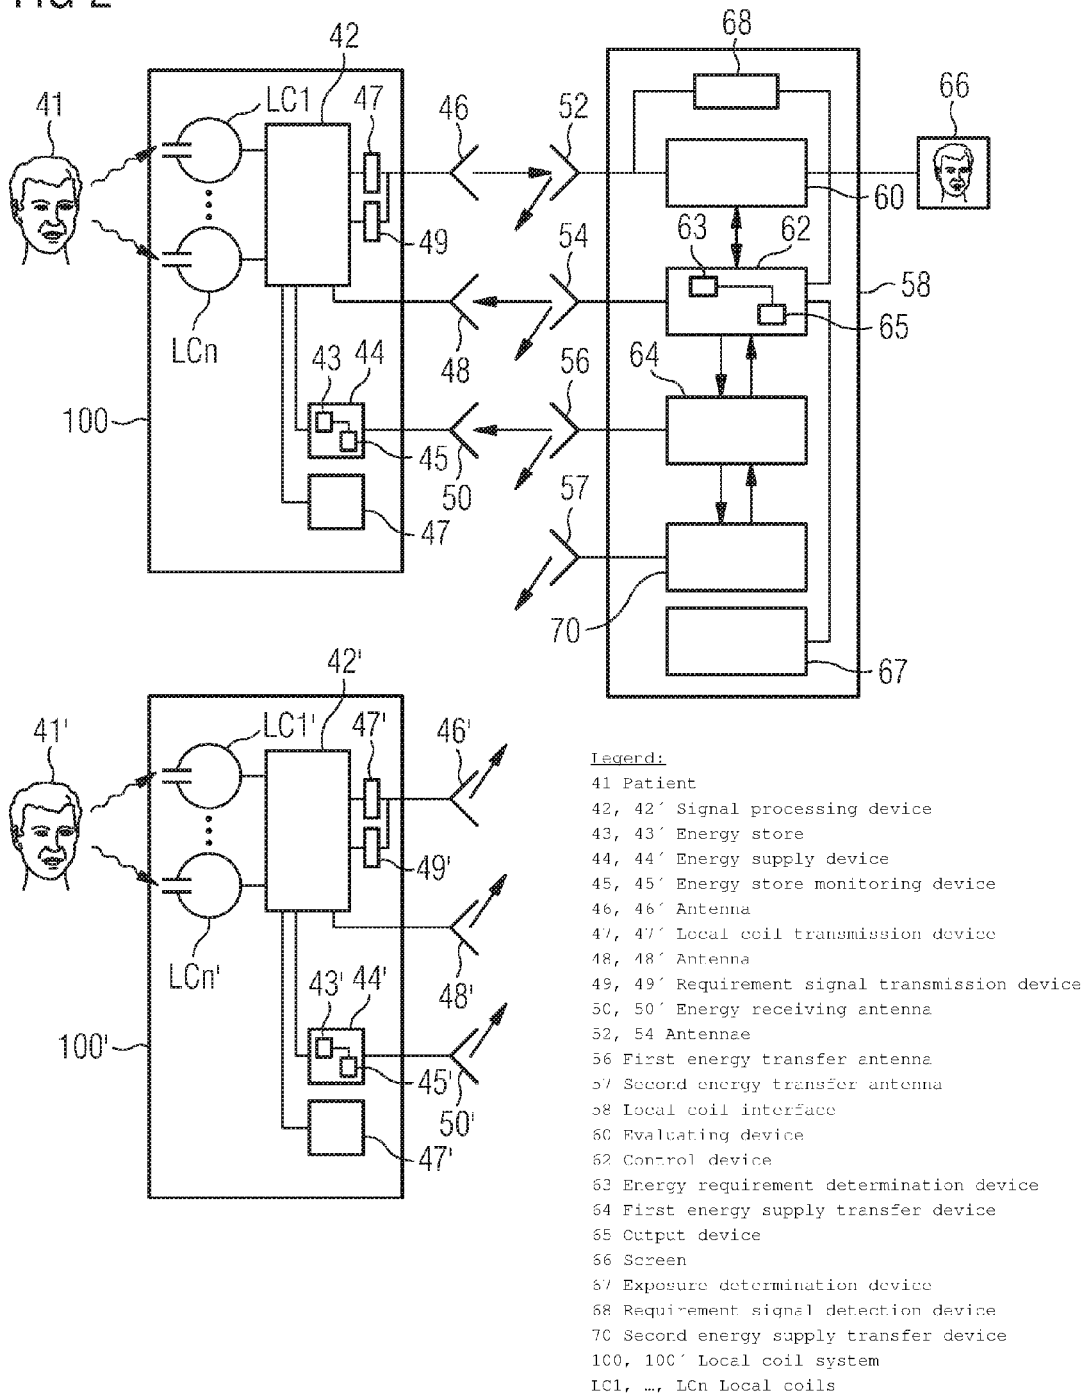 FIG 2
68
42
41
LC1
47
46
52
66
49
54
63
62
60
58
65
LCn
43
44
48
56
64
100
45
50
57
47
70
67
42'
41'
LC1'
47'
46'
49'
LCn'
43'
44'
48'
100'
45'
50'
47'
Legend:
41 Patient
42, 42´ Signal processing device
43, 43´ Energy store
44, 44´ Energy supply device
45, 45´ Energy store monitoring device
46, 46´ Antenna
47, 47´ Local coil transmission device
48, 48´ Antenna
49, 49´ Requirement signal transmission device
50, 50´ Energy receiving antenna
52, 54 Antennae
56 First energy transfer antenna
57 Second energy transfer antenna
58 Local coil interface
60 Evaluating device
62 Control device
63 Energy requirement determination device
64 First energy supply transfer device
65 Output device
66 Screen
67 Exposure determination device
68 Requirement signal detection device
70 Second energy supply transfer device
100, 100´ Local coil system
LC1, …, LCn Local coils